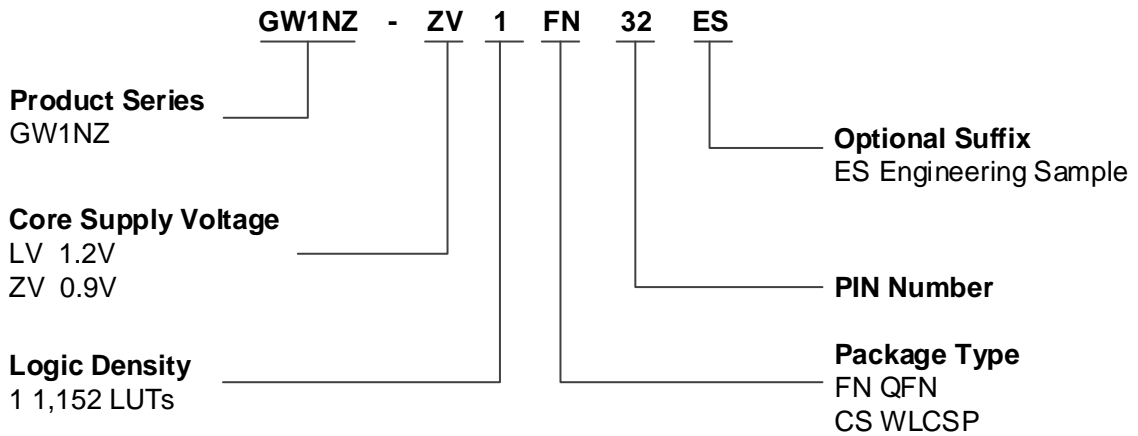 GW1NZ - ZV 1 FN 32 ES
Product Series
GW1NZ
Optional Suffix
ES Engineering Sample
Core Supply Voltage
LV 1.2V
ZV 0.9V
PIN Number
Logic Density
1 1,152 LUTs
Package Type
FN QFN
CS WLCSP